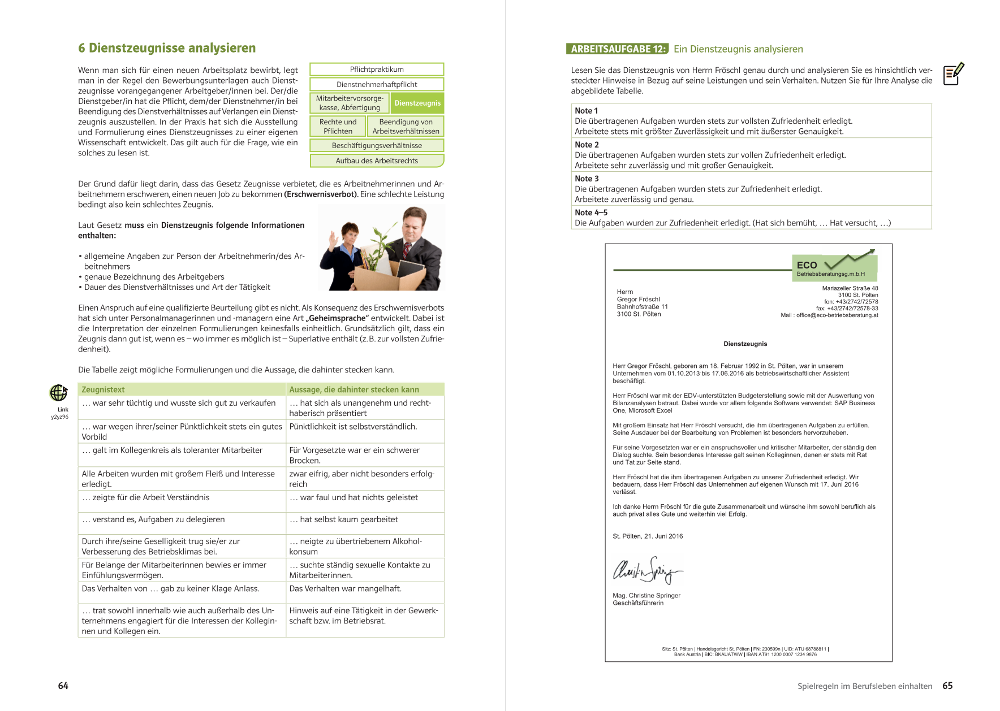 6 Dienstzeugnisse analysieren
Wenn man sich für einen neuen Arbeitsplatz bewirbt, legt
man in der Regel den Bewerbungsunterlagen auch Dienst-
zeugnisse vorangegangener Arbeitgeber/innen bei. Der/die
Dienstgeber/in hat die Pflicht, dem/der Dienstnehmer/in bei
Beendigung des Dienstverhältnisses auf Verlangen ein Dienst-
zeugnis auszustellen. In der Praxis hat sich die Ausstellung
und Formulierung eines Dienstzeugnisses zu einer eigenen
Wissenschaft entwickelt. Das gilt auch für die Frage, wie ein
solches zu lesen ist.
Pflichtpraktikum
Dienstnehmerhaftpflicht
Mitarbeitervorsorge-
kasse, Abfertigung
Dienstzeugnis
Rechte und
Pflichten
Beendigung von
Arbeitsverhältnissen
Beschäftigungsverhältnisse
Aufbau des Arbeitsrechts
Der Grund dafür liegt darin, dass das Gesetz Zeugnisse verbietet, die es Arbeitnehmerinnen und Ar-
beitnehmern erschweren, einen neuen Job zu bekommen (Erschwernisverbot). Eine schlechte Leistung
bedingt also kein schlechtes Zeugnis.
Laut Gesetz muss ein Dienstzeugnis folgende Informationen
enthalten:
• allgemeine Angaben zur Person der Arbeitnehmerin/des Ar-
beitnehmers
• genaue Bezeichnung des Arbeitgebers
• Dauer des Dienstverhältnisses und Art der Tätigkeit
Einen Anspruch auf eine qualifizierte Beurteilung gibt es nicht. Als Konsequenz des Erschwernisverbots
hat sich unter Personalmanagerinnen und -managern eine Art „Geheimsprache“ entwickelt. Dabei ist
die Interpretation der einzelnen Formulierungen keinesfalls einheitlich. Grundsätzlich gilt, dass ein
Zeugnis dann gut ist, wenn es – wo immer es möglich ist – Superlative enthält (z. B. zur vollsten Zufrie-
denheit).
Die Tabelle zeigt mögliche Formulierungen und die Aussage, die dahinter stecken kann.
Link
y2yz96
Zeugnistext
Aussage, die dahinter stecken kann
… war sehr tüchtig und wusste sich gut zu verkaufen
… hat sich als unangenehm und recht-
haberisch präsentiert
… war wegen ihrer/seiner Pünktlichkeit stets ein gutes
Vorbild
Pünktlichkeit ist selbstverständlich.
… galt im Kollegenkreis als toleranter Mitarbeiter
Für Vorgesetzte war er ein schwerer
Brocken.
Alle Arbeiten wurden mit großem Fleiß und Interesse
erledigt.
zwar eifrig, aber nicht besonders erfolg-
reich
… zeigte für die Arbeit Verständnis
… war faul und hat nichts geleistet
… verstand es, Aufgaben zu delegieren
… hat selbst kaum gearbeitet
Durch ihre/seine Geselligkeit trug sie/er zur
Verbesserung des Betriebsklimas bei.
… neigte zu übertriebenem Alkohol-
konsum
Für Belange der Mitarbeiterinnen bewies er immer
Einfühlungsvermögen.
… suchte ständig sexuelle Kontakte zu
Mitarbeiterinnen.
Das Verhalten von … gab zu keiner Klage Anlass.
Das Verhalten war mangelhaft.
… trat sowohl innerhalb wie auch außerhalb des Un-
ternehmens engagiert für die Interessen der Kollegin-
nen und Kollegen ein.
Hinweis auf eine Tätigkeit in der Gewerk-
schaft bzw. im Betriebsrat.
64
ARBEITSAUFGABE 12: Ein Dienstzeugnis analysieren
Lesen Sie das Dienstzeugnis von Herrn Fröschl genau durch und analysieren Sie es hinsichtlich ver-
steckter Hinweise in Bezug auf seine Leistungen und sein Verhalten. Nutzen Sie für Ihre Analyse die
abgebildete Tabelle.
Note 1
Die übertragenen Aufgaben wurden stets zur vollsten Zufriedenheit erledigt.
Arbeitete stets mit größter Zuverlässigkeit und mit äußerster Genauigkeit.
Note 2
Die übertragenen Aufgaben wurden stets zur vollen Zufriedenheit erledigt.
Arbeitete sehr zuverlässig und mit großer Genauigkeit.
Note 3
Die übertragenen Aufgaben wurden stets zur Zufriedenheit erledigt.
Arbeitete zuverlässig und genau.
Note 4–5
Die Aufgaben wurden zur Zufriedenheit erledigt. (Hat sich bemüht, … Hat versucht, …)
ECO
Betriebsberatungsg.m.b.H
Mariazeller Straße 48
3100 St. Pölten
fon: +43/2742/72578
fax: +43/2742/72578-33
Mail : office@eco-betriebsberatung.at
Herrn
Gregor Fröschl
Bahnhofstraße 11
3100 St. Pölten
Dienstzeugnis
Herr Gregor Fröschl, geboren am 18. Februar 1992 in St. Pölten, war in unserem
Unternehmen vom 01.10.2013 bis 17.06.2016 als betriebswirtschaftlicher Assistent
beschäftigt.
Herr Fröschl war mit der EDV-unterstützten Budgeterstellung sowie mit der Auswertung von
Bilanzanalysen betraut. Dabei wurde vor allem folgende Software verwendet: SAP Business
One, Microsoft Excel
Mit großem Einsatz hat Herr Fröschl versucht, die ihm übertragenen Aufgaben zu erfüllen.
Seine Ausdauer bei der Bearbeitung von Problemen ist besonders hervorzuheben.
Für seine Vorgesetzten war er ein anspruchsvoller und kritischer Mitarbeiter, der ständig den
Dialog suchte. Sein besonderes Interesse galt seinen Kolleginnen, denen er stets mit Rat
und Tat zur Seite stand.
Herr Fröschl hat die ihm übertragenen Aufgaben zu unserer Zufriedenheit erledigt. Wir
bedauern, dass Herr Fröschl das Unternehmen auf eigenen Wunsch mit 17. Juni 2016
verlässt.
Ich danke Herrn Fröschl für die gute Zusammenarbeit und wünsche ihm sowohl beruflich als
auch privat alles Gute und weiterhin viel Erfolg.
St. Pölten, 21. Juni 2016
Christin Springer
Mag. Christine Springer
Geschäftsführerin
Sitz: St. Pölten | Handelsgericht St. Pölten | FN: 230599n | UID: ATU 68788811 |
Bank Austria | BIC: BKAUATWW | IBAN AT91 1200 0007 1234 9876
Spielregeln im Berufsleben einhalten 65